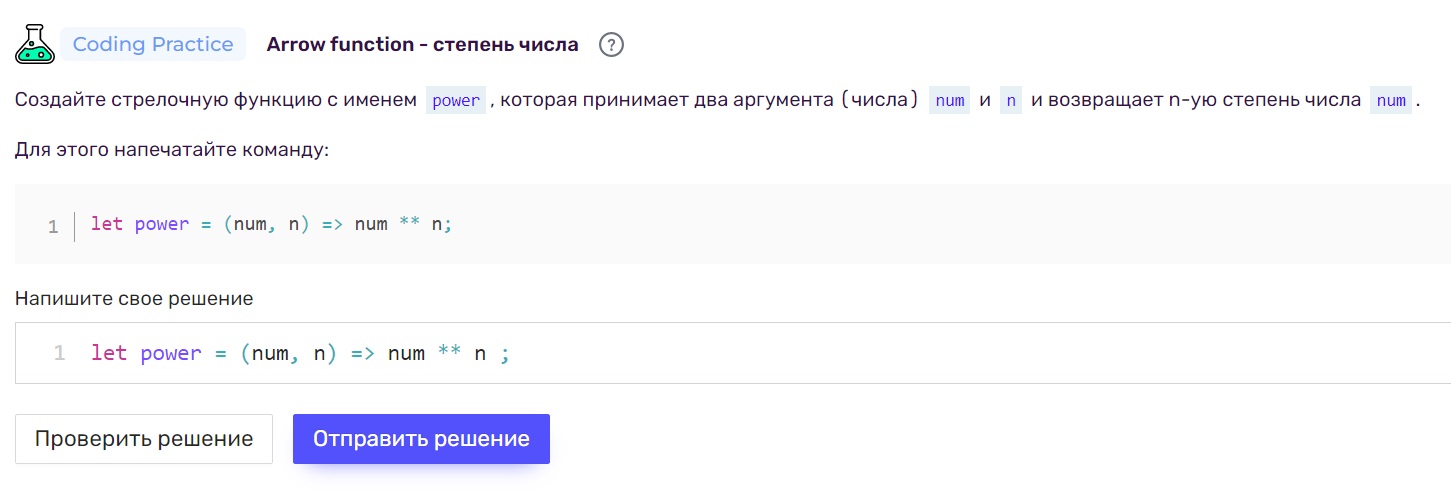 Coding Practice Arrow function - степень числа ?
Создайте стрелочную функцию с именем power , которая принимает два аргумента (числа) num и n и возвращает n-ую степень числа num .
Для этого напечатайте команду:
1 let power = (num, n) => num ** n;
Напишите свое решение
1 let power = (num, n) => num ** n ;
Проверить решение Отправить решение